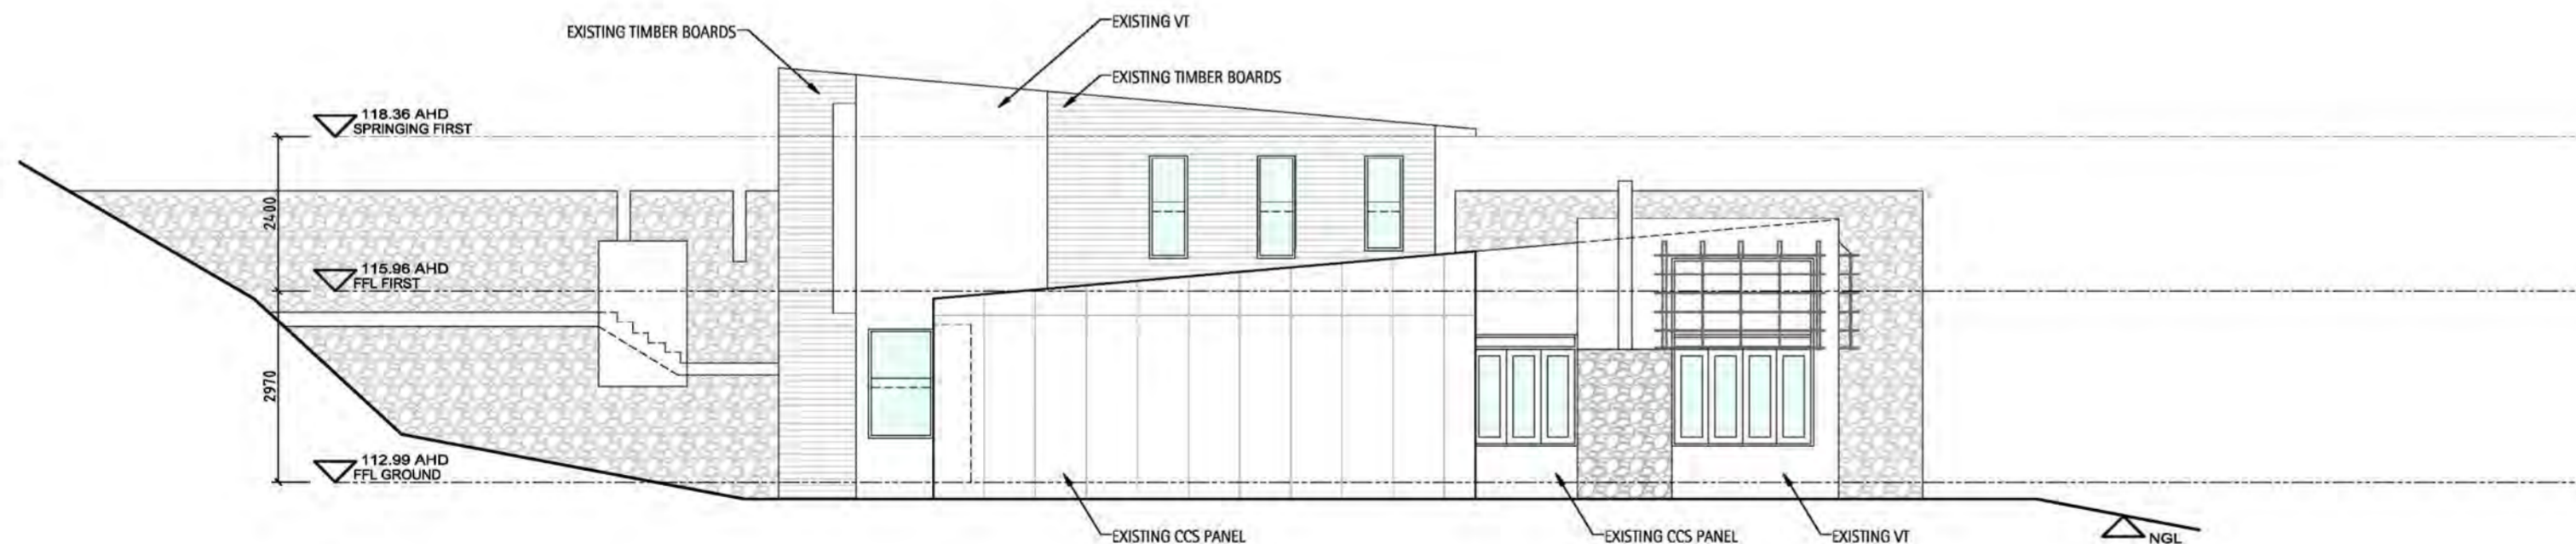 EXISTING TIMBER BOARDS
EXISTING VT
EXISTING TIMBER BOARDS
118.36 AHD
SPRINGING FIRST
2400
115.96 AHD
FFL FIRST
2970
112.99 AHD
FFL GROUND
EXISTING CCS PANEL
EXISTING CCS PANEL
EXISTING VT
NGL